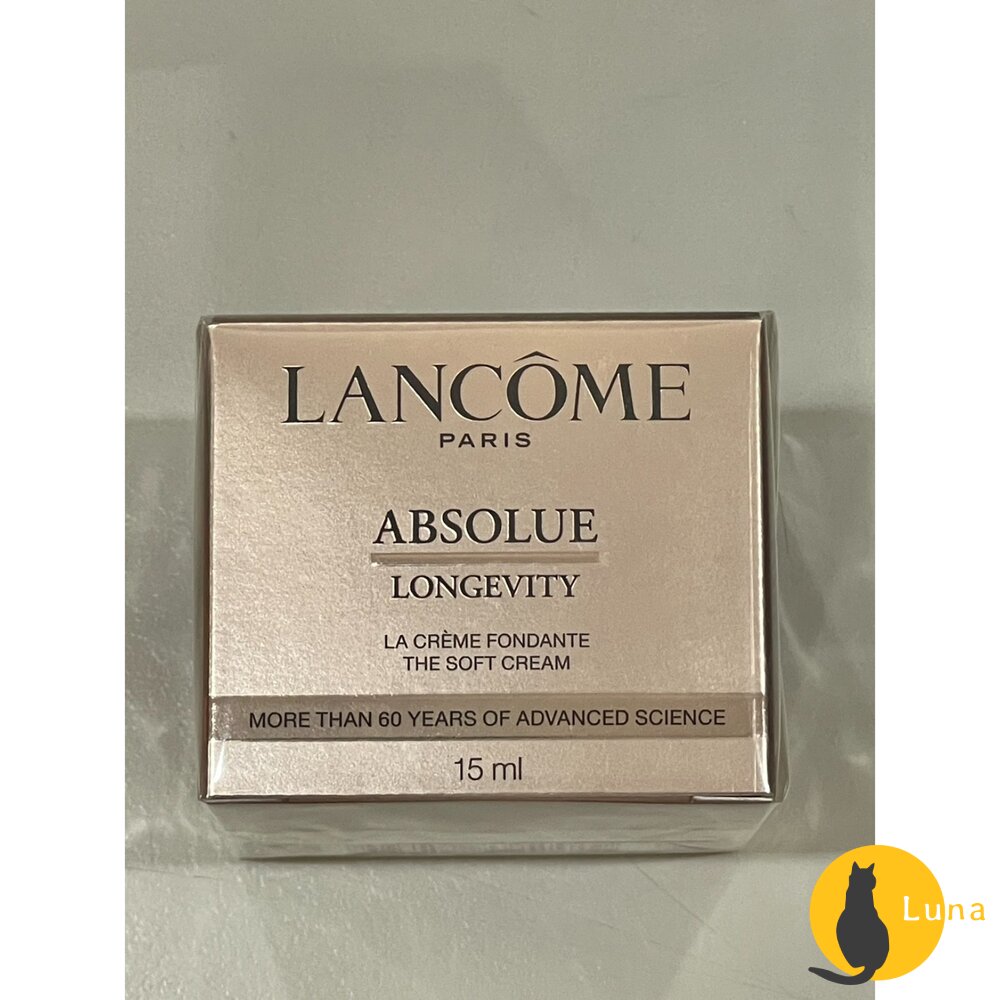 LANCÔME
PARIS
ABSOLUE
LONGEVITY
LA CRÈME FONDANTE
THE SOFT CREAM
MORE THAN 60 YEARS OF ADVANCED SCIENCE
15 ml
Luna